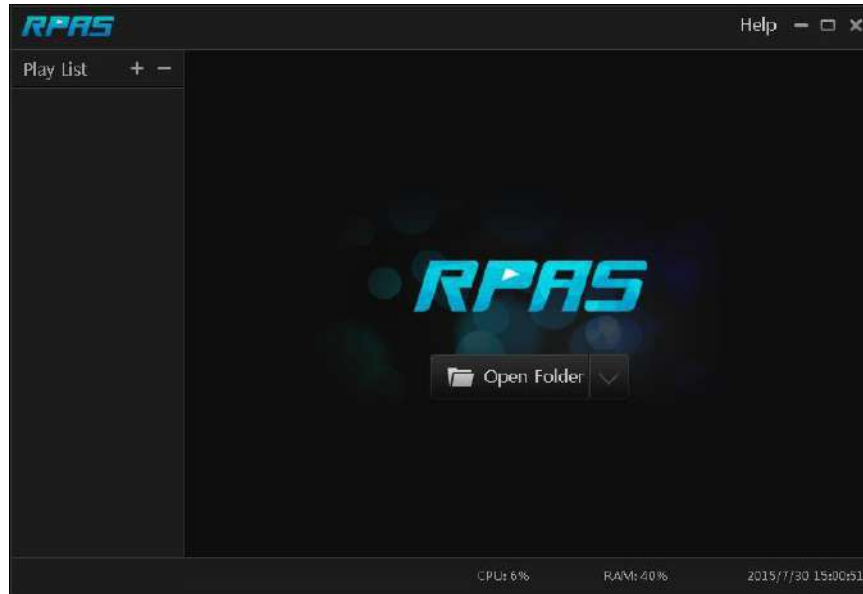 RPAS
Help
Play List + −
RPAS
Open Folder
CPU: 6% RAM: 40% 2015/7/30 15:00:51